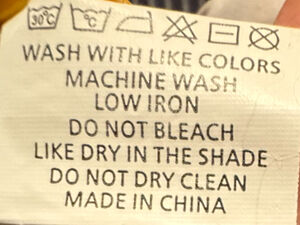 30°C °C
WASH WITH LIKE COLORS
MACHINE WASH
LOW IRON
DO NOT BLEACH
LIKE DRY IN THE SHADE
DO NOT DRY CLEAN
MADE IN CHINA